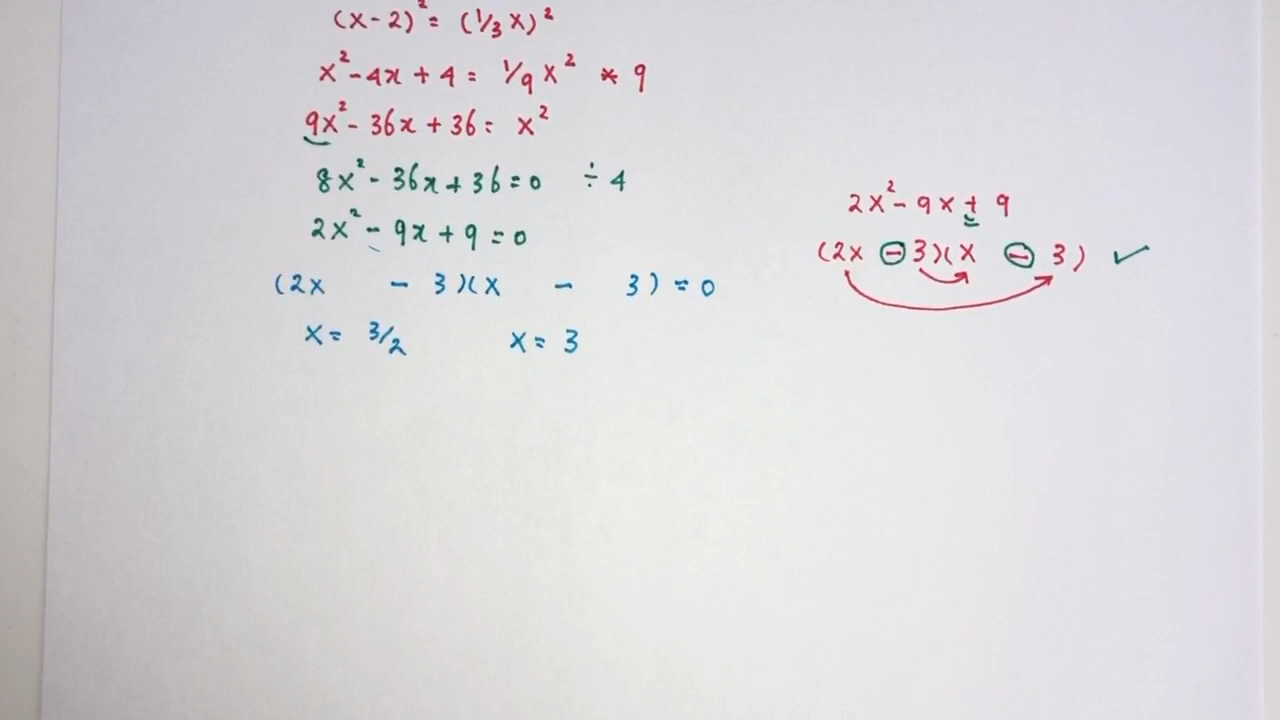 (x-2)² = (1/3 x)²
x² - 4x + 4 = 1/9 x² * 9
9x² - 36x + 36 = x²
8x² - 36x + 36 = 0 ÷ 4
2x² - 9x + 9 = 0
(2x - 3)(x - 3) = 0
x = 3/2 x = 3
2x² - 9x + 9
(2x - 3)(x - 3) ✓